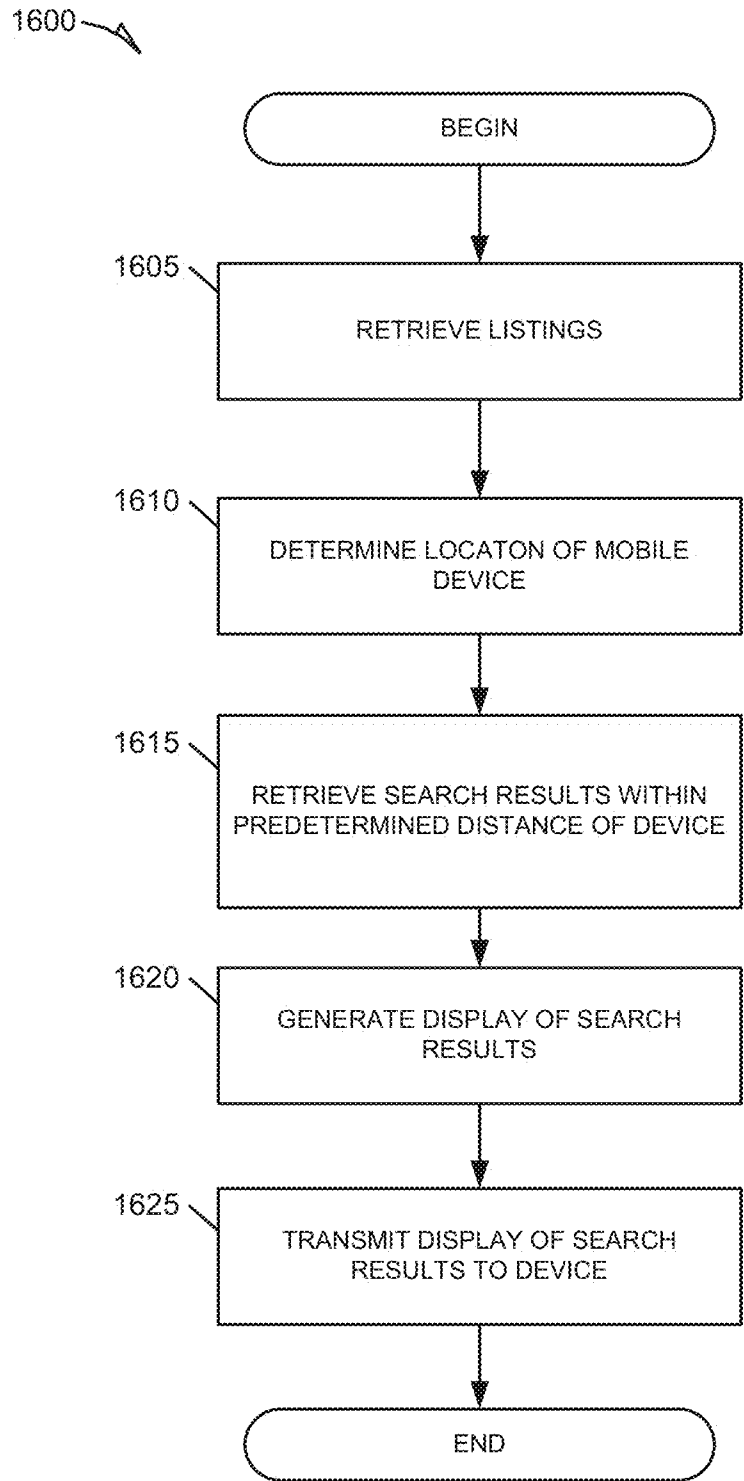 1600
BEGIN
1605
RETRIEVE LISTINGS
1610
DETERMINE LOCATON OF MOBILE
DEVICE
1615
RETRIEVE SEARCH RESULTS WITHIN
PREDETERMINED DISTANCE OF DEVICE
1620
GENERATE DISPLAY OF SEARCH
RESULTS
1625
TRANSMIT DISPLAY OF SEARCH
RESULTS TO DEVICE
END